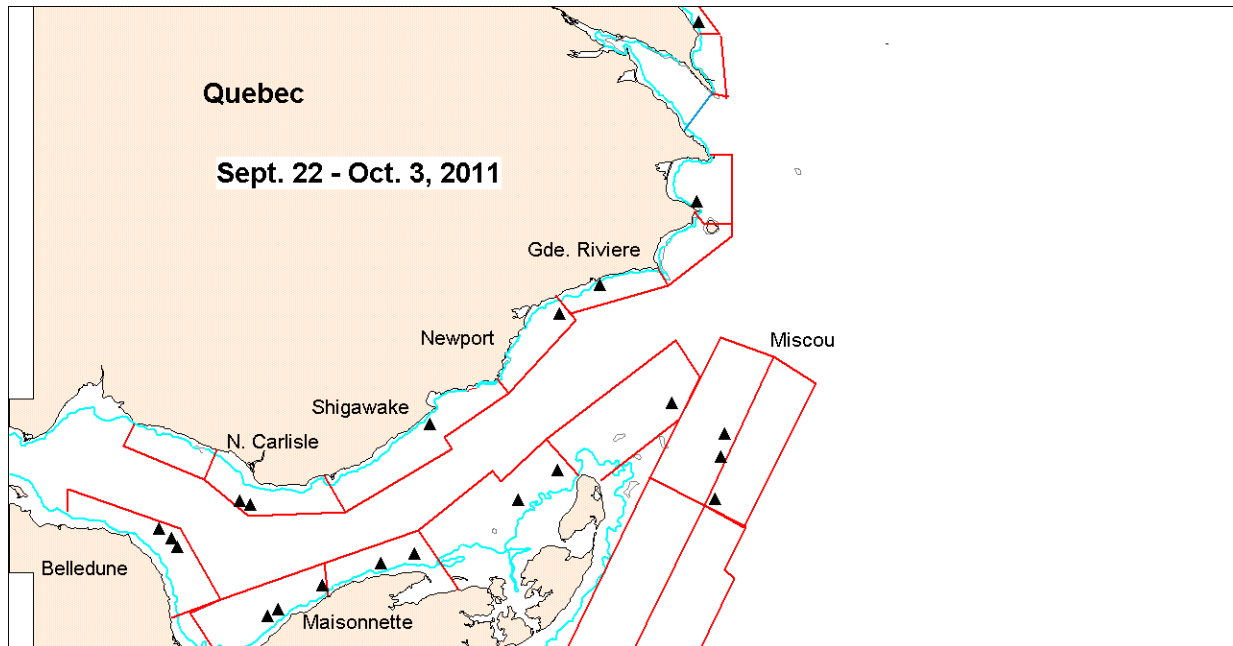 Quebec
Sept. 22 - Oct. 3, 2011
Gde. Riviere
Newport
Miscou
Shigawake
N. Carlisle
Belledune
Maisonnette